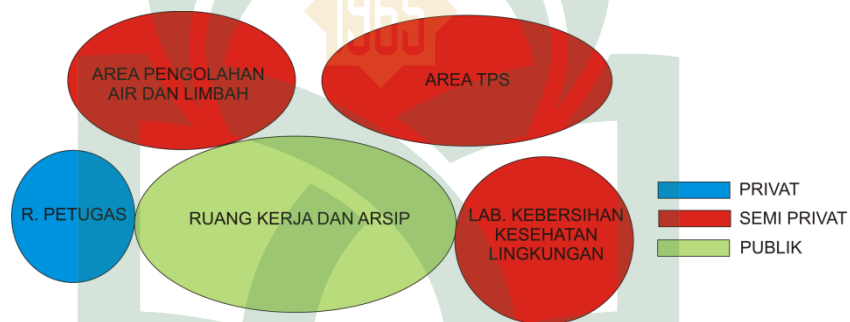 1965
AREA PENGOLAHAN
AIR DAN LIMBAH
AREA TPS
R. PETUGAS
RUANG KERJA DAN ARSIP
LAB. KEBERSIHAN
KESEHATAN
LINGKUNGAN
PRIVAT
SEMI PRIVAT
PUBLIK